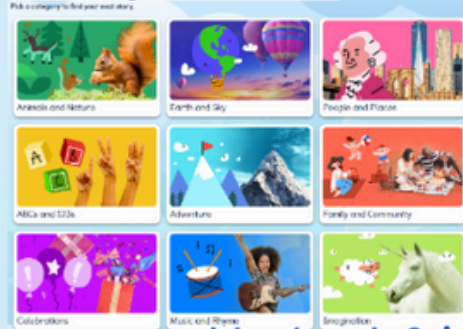 Pick a category to find your next story.
Animals and Nature
Earth and Sky
People and Places
A
B
C
ABCs and 123s
Adventure
Family and Community
Celebrations
Music and Rhyme
Imagination